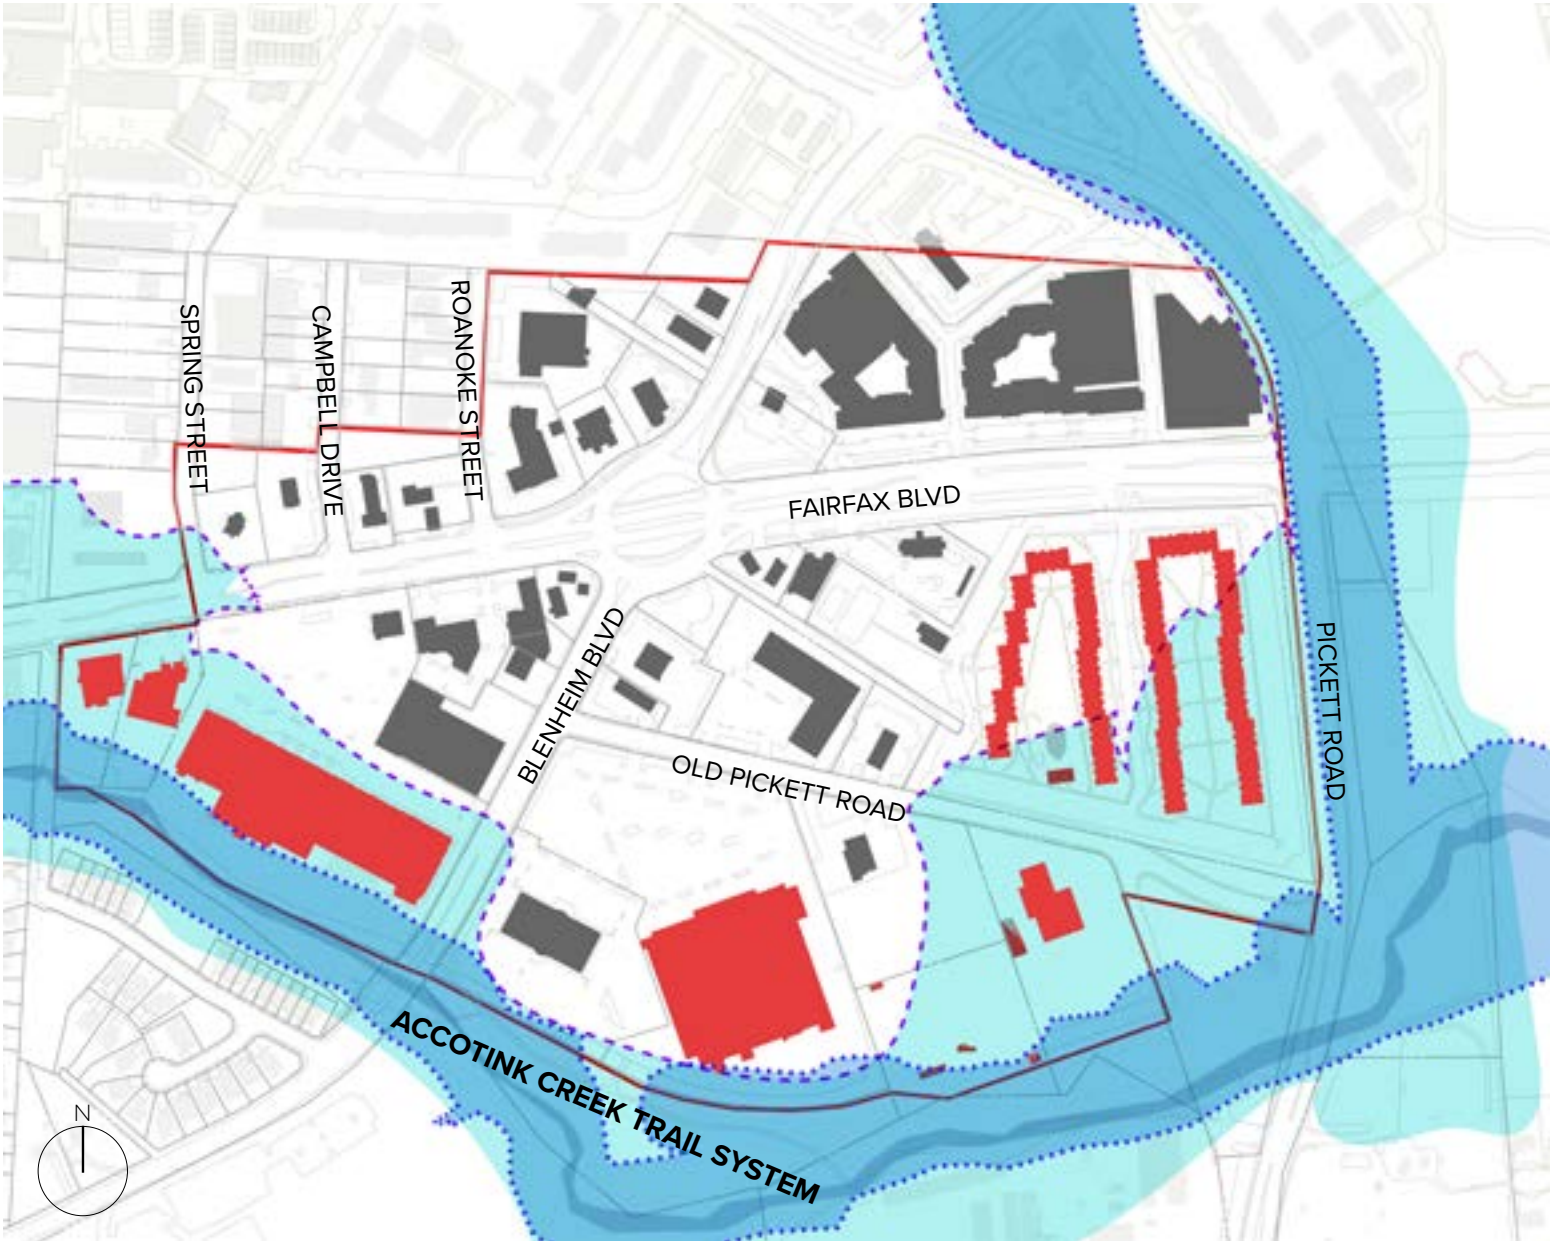 SPRING STREET
CAMPBELL DRIVE
ROANOKE STREET
FAIRFAX BLVD
BLENHEIM BLVD
PICKETT ROAD
OLD PICKETT ROAD
ACCOTINK CREEK TRAIL SYSTEM
N